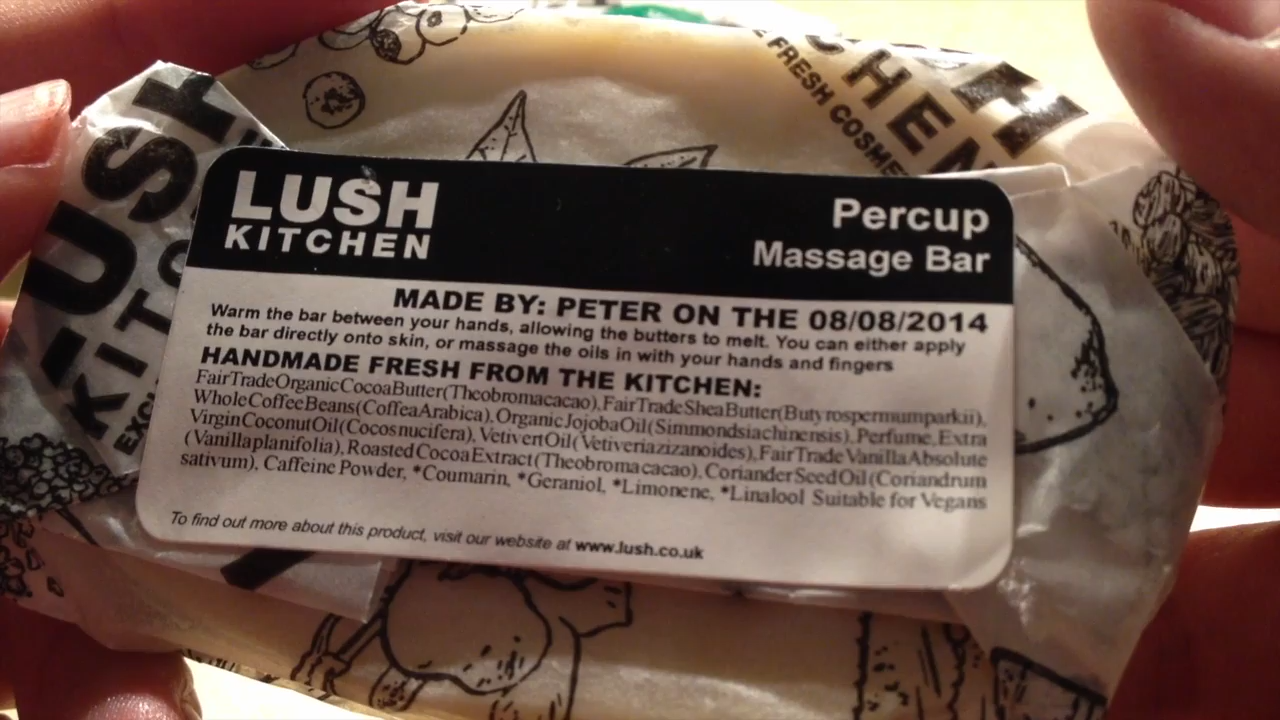 LUSH
KITCHEN
E FRESH COSME
LUSH
KITCHEN
Percup
Massage Bar
MADE BY: PETER ON THE 08/08/2014
Warm the bar between your hands, allowing the butters to melt. You can either apply
the bar directly onto skin, or massage the oils in with your hands and fingers
HANDMADE FRESH FROM THE KITCHEN:
FairTradeOrganicCocoaButter(Theobromacacao),FairTradeSheaButter(Butyrospermumparkii),
WholeCoffeeBeans(CoffeaArabica),OrganicJojobaOil(Simmondsiachinensis),Perfume,Extra
VirginCoconutOil(Cocosnucifera),VetivertOil(Vetiveriazizanoides),FairTradeVanillaAbsolute
(Vanillaplanifolia),RoastedCocoaExtract(Theobromacacao),CorianderSeedOil(Coriandrum
sativum), Caffeine Powder, *Coumarin, *Geraniol, *Limonene, *Linalool Suitable for Vegans
To find out more about this product, visit our website at www.lush.co.uk